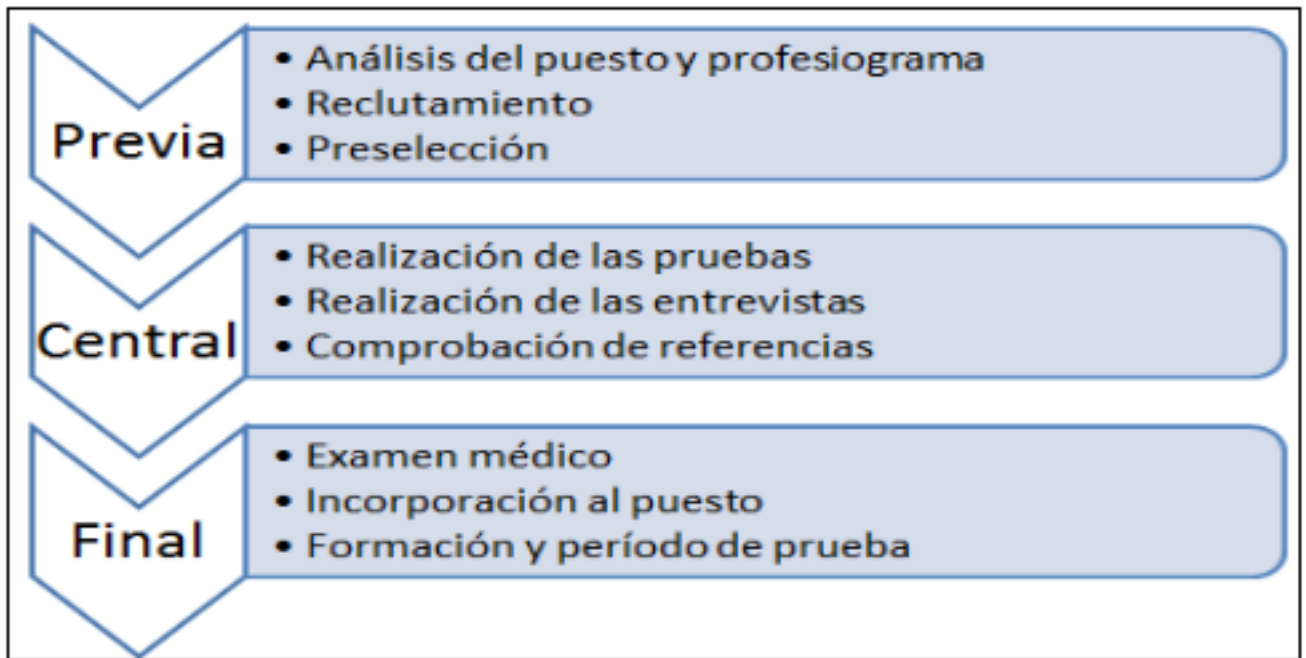 Previa
• Análisis del puesto y profesiograma
• Reclutamiento
• Preselección
Central
• Realización de las pruebas
• Realización de las entrevistas
• Comprobación de referencias
Final
• Examen médico
• Incorporación al puesto
• Formación y período de prueba